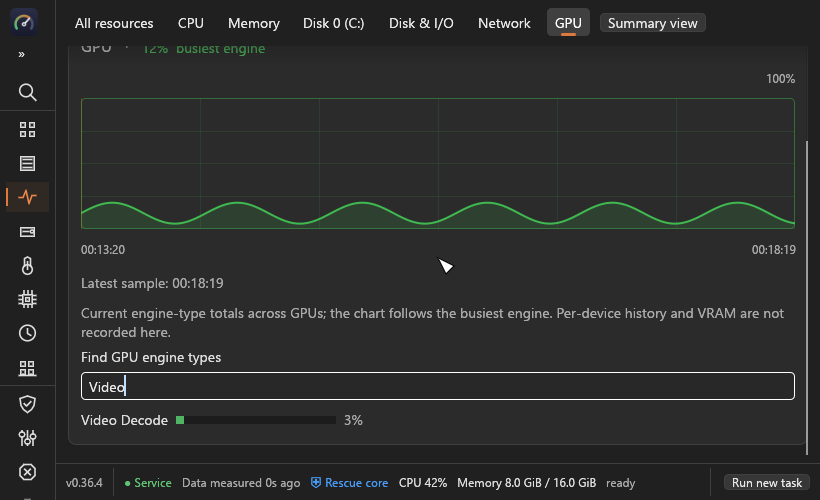 All resources CPU Memory Disk 0 (C:) Disk & I/O Network GPU Summary view
»
GPU · 12% busiest engine
100%
00:13:20 00:18:19
Latest sample: 00:18:19
Current engine-type totals across GPUs; the chart follows the busiest engine. Per-device history and VRAM are not
recorded here.
Find GPU engine types
Video
Video Decode 3%
v0.36.4 Service Data measured 0s ago Rescue core CPU 42% Memory 8.0 GiB / 16.0 GiB ready Run new task